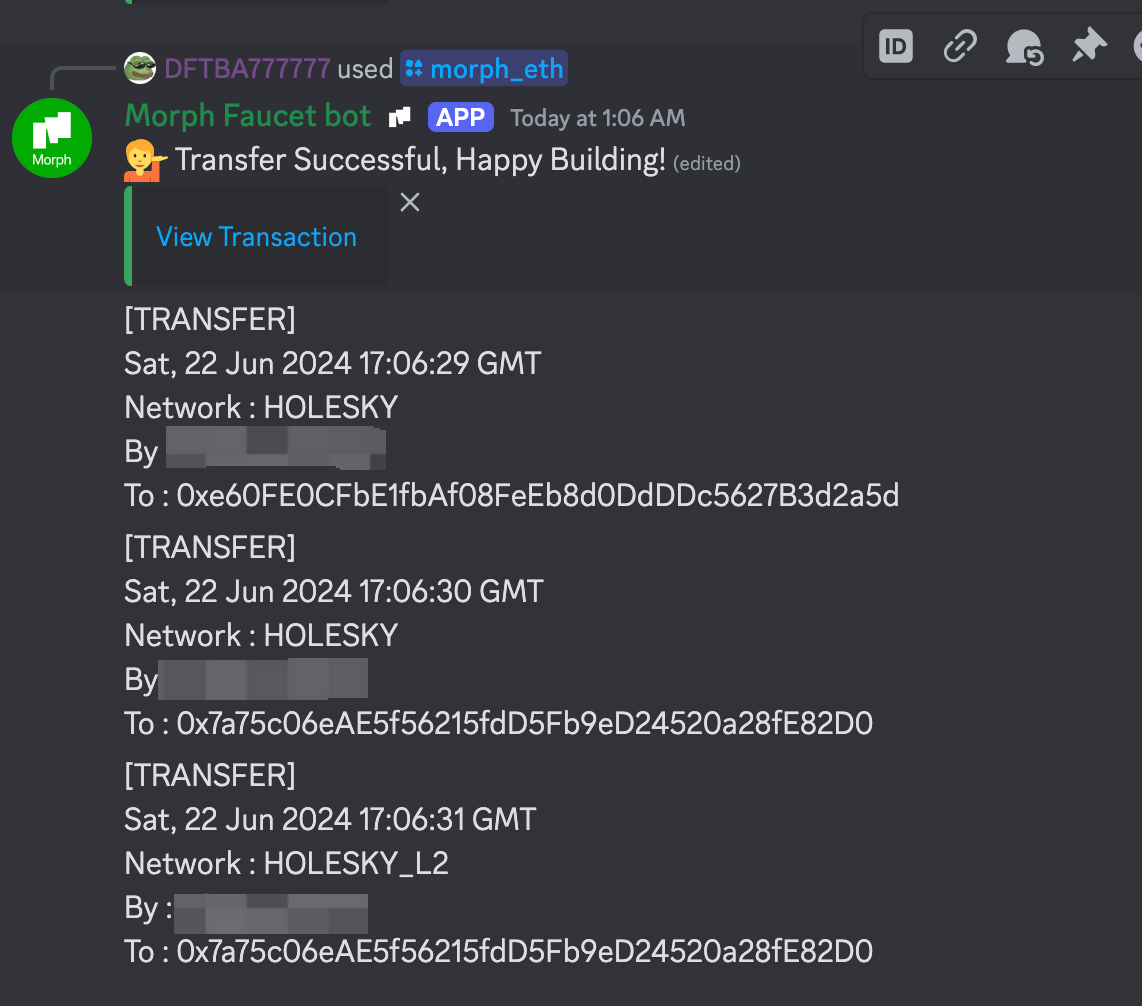 ID
DFTBA777777 used morph_eth
Morph Faucet bot APP Today at 1:06 AM
Morph
Transfer Successful, Happy Building! (edited)
View Transaction
[TRANSFER]
Sat, 22 Jun 2024 17:06:29 GMT
Network : HOLESKY
By
To : 0xe60FE0CFbE1fbAf08FeEb8d0DdDDc5627B3d2a5d
[TRANSFER]
Sat, 22 Jun 2024 17:06:30 GMT
Network : HOLESKY
By
To : 0x7a75c06eAE5f56215fdD5Fb9eD24520a28fE82D0
[TRANSFER]
Sat, 22 Jun 2024 17:06:31 GMT
Network : HOLESKY_L2
By :
To : 0x7a75c06eAE5f56215fdD5Fb9eD24520a28fE82D0